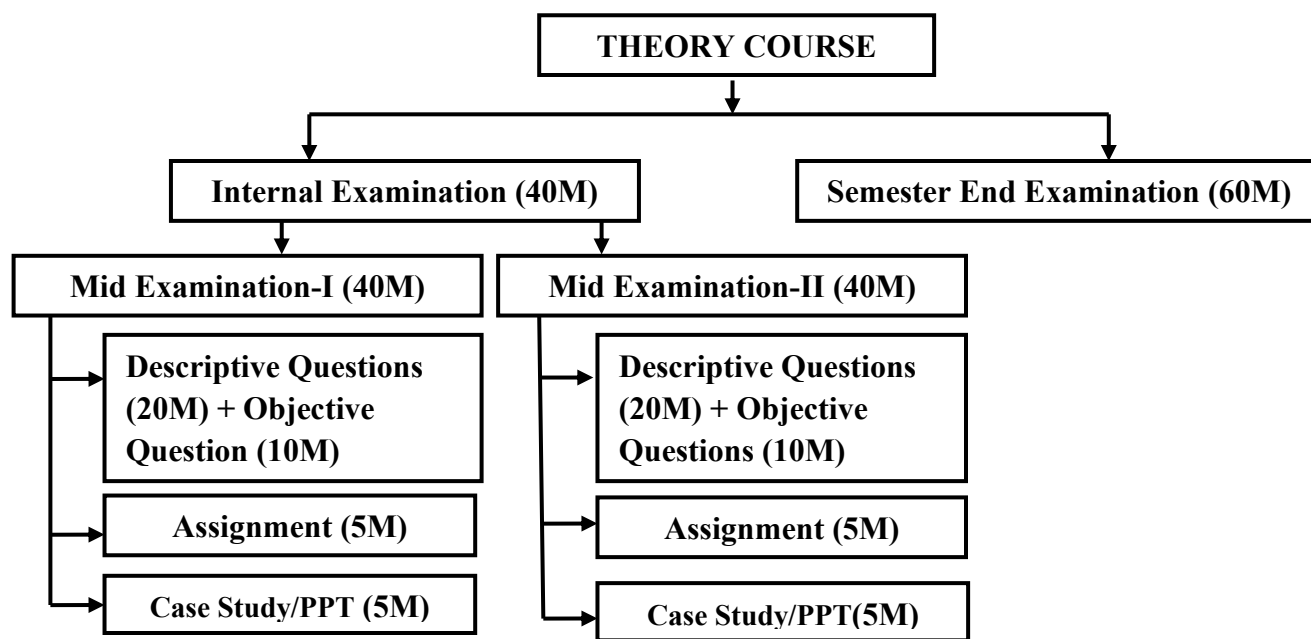 THEORY COURSE
Internal Examination (40M)
Semester End Examination (60M)
Mid Examination-I (40M)
Mid Examination-II (40M)
Descriptive Questions
(20M) + Objective
Question (10M)
Descriptive Questions
(20M) + Objective
Questions (10M)
Assignment (5M)
Assignment (5M)
Case Study/PPT (5M)
Case Study/PPT(5M)